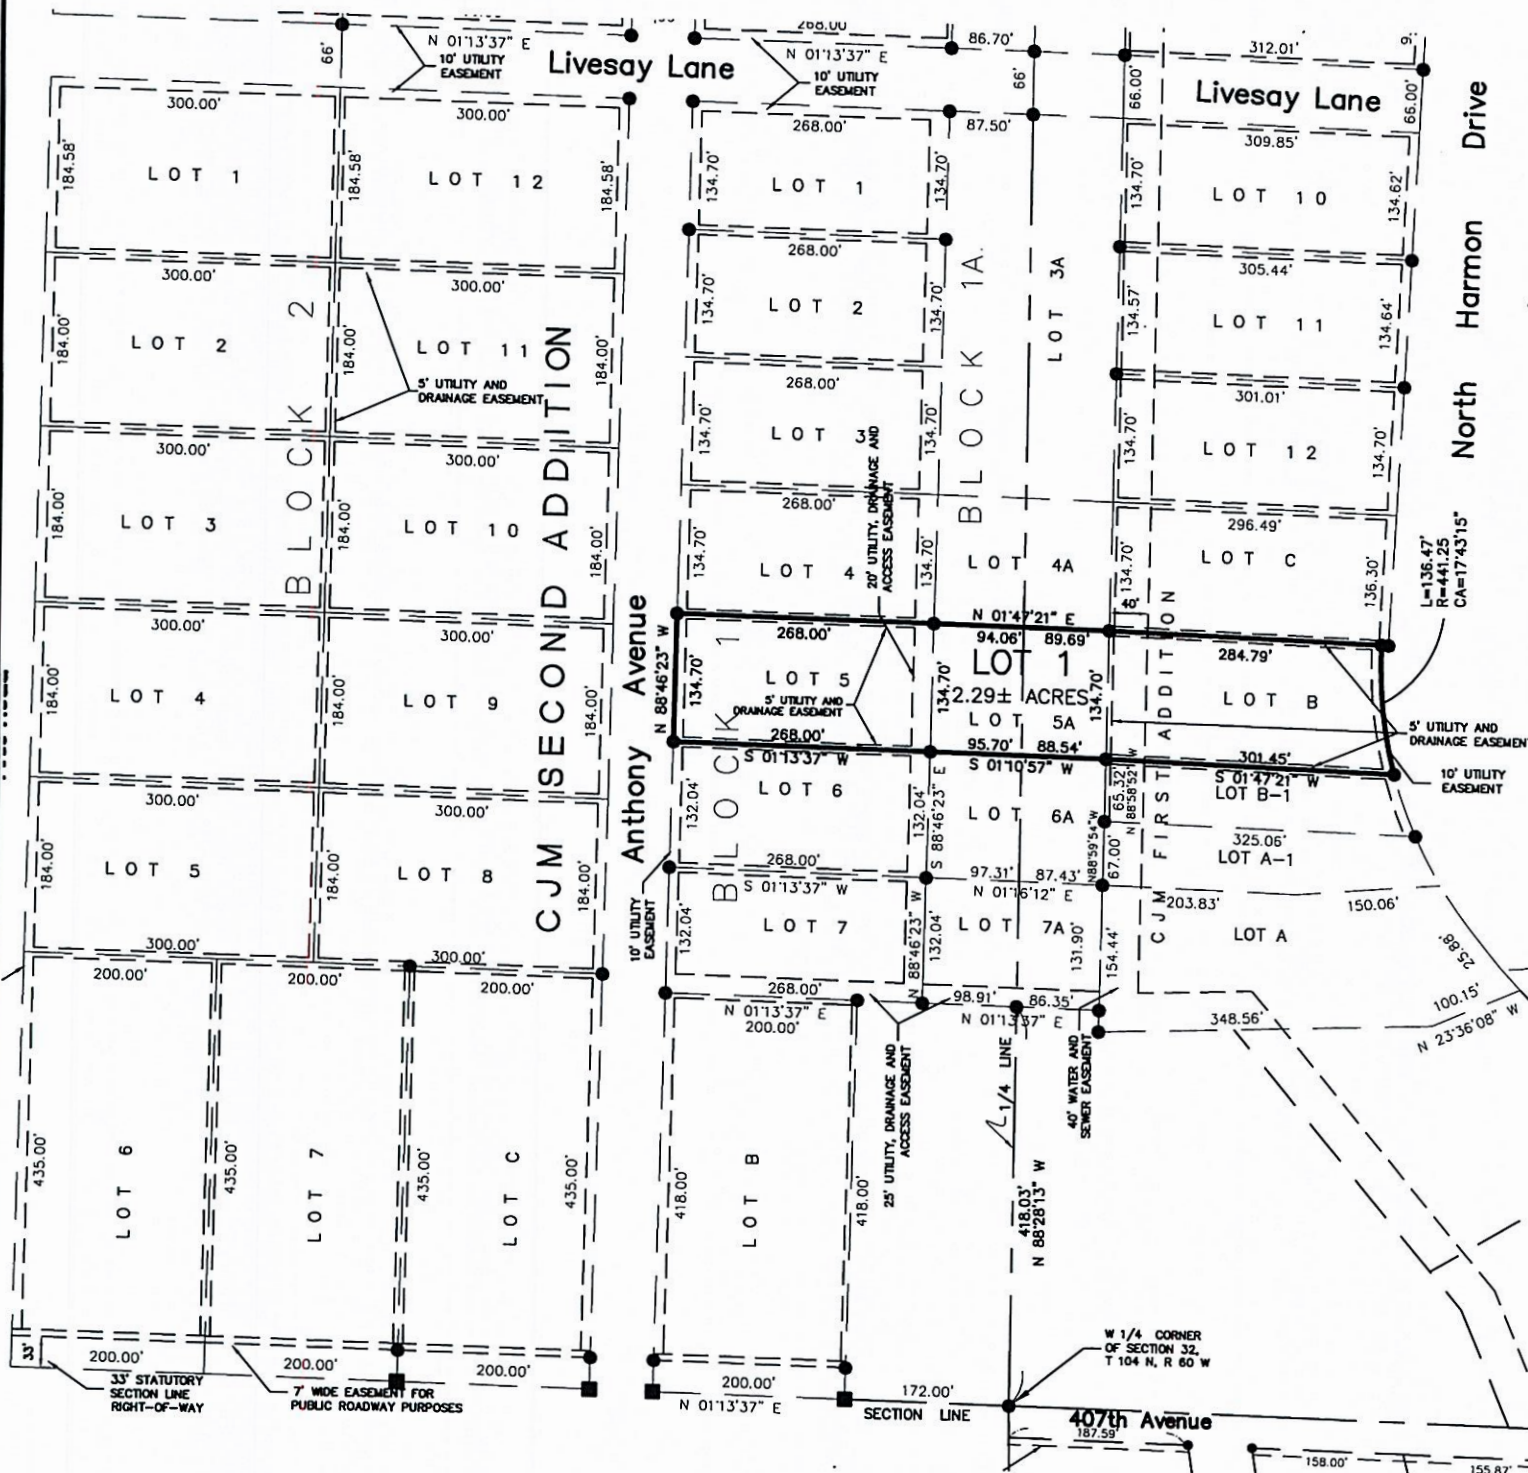 268.00'
N 01°13'37" E
10' UTILITY
EASEMENT
Livesay Lane
66'
N 01°13'37" E
10' UTILITY
EASEMENT
86.70'
66'
312.01'
66.00'
Livesay Lane
66.00'
North Harmon Drive
300.00'
300.00'
268.00'
87.50'
309.85'
184.58'
LOT 1
184.58'
LOT 12
184.58'
134.70'
LOT 1
134.70'
134.70'
LOT 10
134.62'
300.00'
300.00'
268.00'
305.44'
184.00'
LOT 2
184.00'
LOT 11
184.00'
134.70'
LOT 2
134.70'
LOT 3A
134.57'
LOT 11
134.64'
BLOCK 2
5' UTILITY AND
DRAINAGE EASEMENT
CJM SECOND ADDITION
BLOCK 1A.
268.00'
301.01'
134.70'
LOT 3
134.70'
134.70'
LOT 12
134.70'
20' UTILITY, DRAINAGE AND
ACCESS EASEMENT
300.00'
300.00'
268.00'
296.49'
184.00'
LOT 3
184.00'
LOT 10
184.00'
134.70'
LOT 4
134.70'
LOT 4A
134.70'
LOT C
136.30'
L=136.47'
R=441.25
CA=17°43'15"
300.00'
300.00'
Anthony Avenue
N 88°46'23" W
268.00'
N 01°47'21" E
94.06'
89.69'
40'
284.79'
184.00'
LOT 4
184.00'
LOT 9
184.00'
134.70'
LOT 5
134.70'
LOT 1
2.29± ACRES
LOT 5A
134.70'
LOT B
5' UTILITY AND
DRAINAGE EASEMENT
5' UTILITY AND
DRAINAGE EASEMENT
BLOCK 1
CJM FIRST ADDITION
268.00'
S 01°13'37" W
95.70'
88.54'
S 01°10'57" W
301.45'
S 01°47'21" W
10' UTILITY
EASEMENT
300.00'
300.00'
132.04'
LOT 6
132.04'
S 88°46'23" E
LOT 6A
65.32'
N 88°58'52" W
LOT B-1
184.00'
LOT 5
184.00'
LOT 8
184.00'
N88°59'54"W
67.00'
325.06'
LOT A-1
268.00'
S 01°13'37" W
97.31'
87.43'
N 01°16'12" E
203.83'
150.06'
10' UTILITY
EASEMENT
132.04'
LOT 7
N 88°46'23" W
132.04'
LOT 7A
131.90'
154.44'
LOT A
25.88'
300.00'
300.00'
200.00'
200.00'
200.00'
268.00'
N 01°13'37" E
200.00'
98.91'
86.35'
N 01°13'37" E
348.56'
100.15'
N 23°36'08" W
25' UTILITY, DRAINAGE AND
ACCESS EASEMENT
1/4 LINE
40' WATER AND
SEWER EASEMENT
435.00'
LOT 6
435.00'
LOT 7
435.00'
LOT C
435.00'
418.00'
LOT B
418.00'
418.03'
N 88°28'13" W
33'
200.00'
200.00'
200.00'
200.00'
N 01°13'37" E
172.00'
SECTION LINE
W 1/4 CORNER
OF SECTION 32,
T 104 N, R 60 W
33' STATUTORY
SECTION LINE
RIGHT-OF-WAY
7' WIDE EASEMENT FOR
PUBLIC ROADWAY PURPOSES
407th Avenue
187.59'
158.00'
155.87'